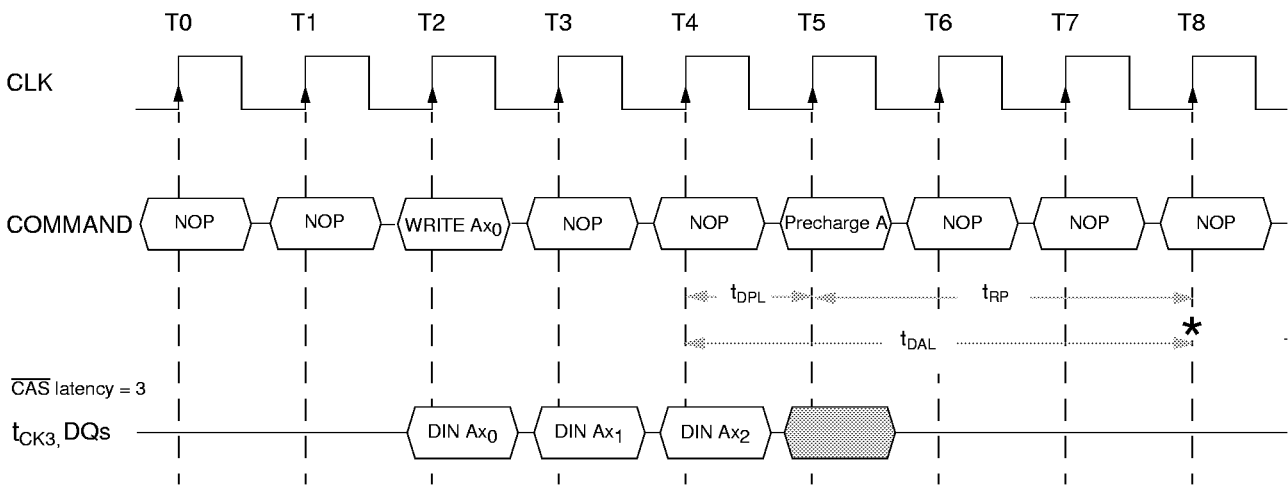 T0 T1 T2 T3 T4 T5 T6 T7 T8
CLK
COMMAND NOP NOP WRITE Ax0 NOP NOP Precharge A NOP NOP NOP
tDPL tRP
*
tDAL
CAS latency = 3
tCK3, DQs DIN Ax0 DIN Ax1 DIN Ax2